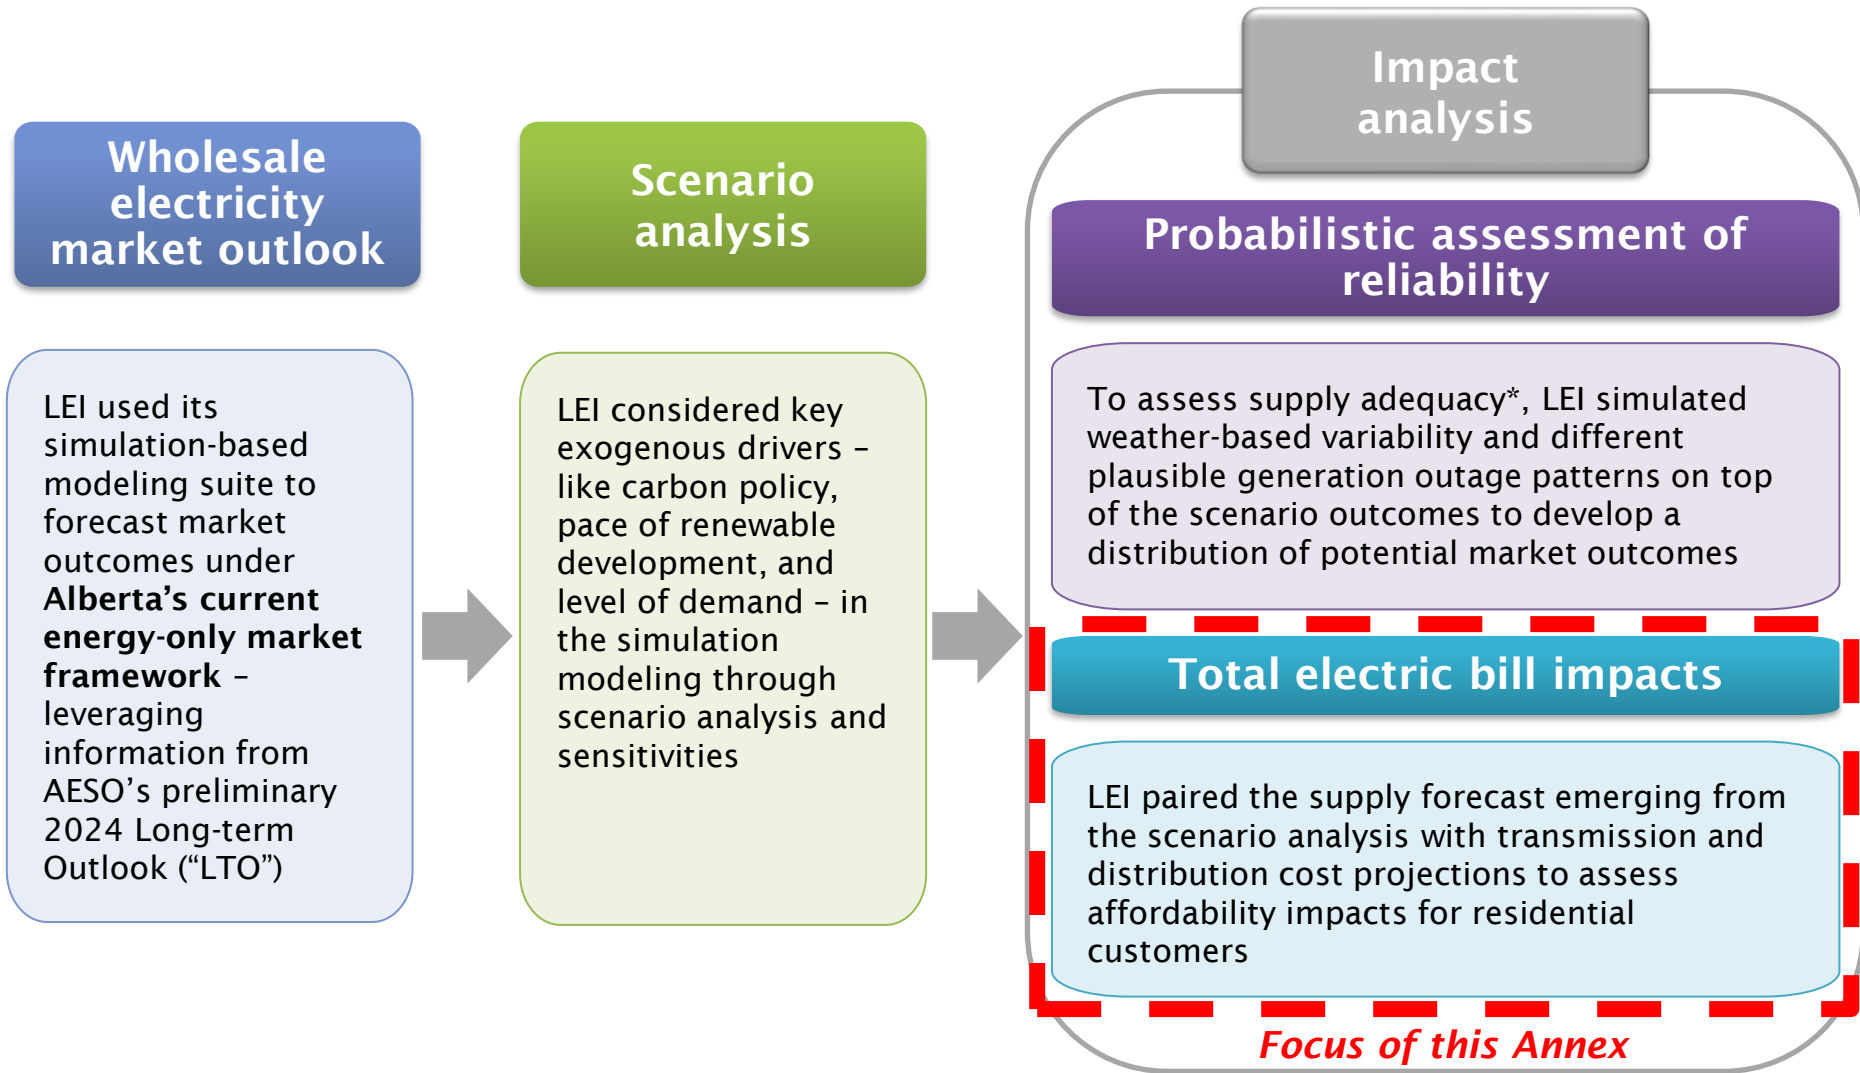 Wholesale
electricity
market outlook
LEI used its
simulation-based
modeling suite to
forecast market
outcomes under
Alberta’s current
energy-only market
framework –
leveraging
information from
AESO’s preliminary
2024 Long-term
Outlook (“LTO”)
Scenario
analysis
LEI considered key
exogenous drivers –
like carbon policy,
pace of renewable
development, and
level of demand – in
the simulation
modeling through
scenario analysis and
sensitivities
Impact
analysis
Probabilistic assessment of
reliability
To assess supply adequacy*, LEI simulated
weather-based variability and different
plausible generation outage patterns on top
of the scenario outcomes to develop a
distribution of potential market outcomes
Total electric bill impacts
LEI paired the supply forecast emerging from
the scenario analysis with transmission and
distribution cost projections to assess
affordability impacts for residential
customers
Focus of this Annex